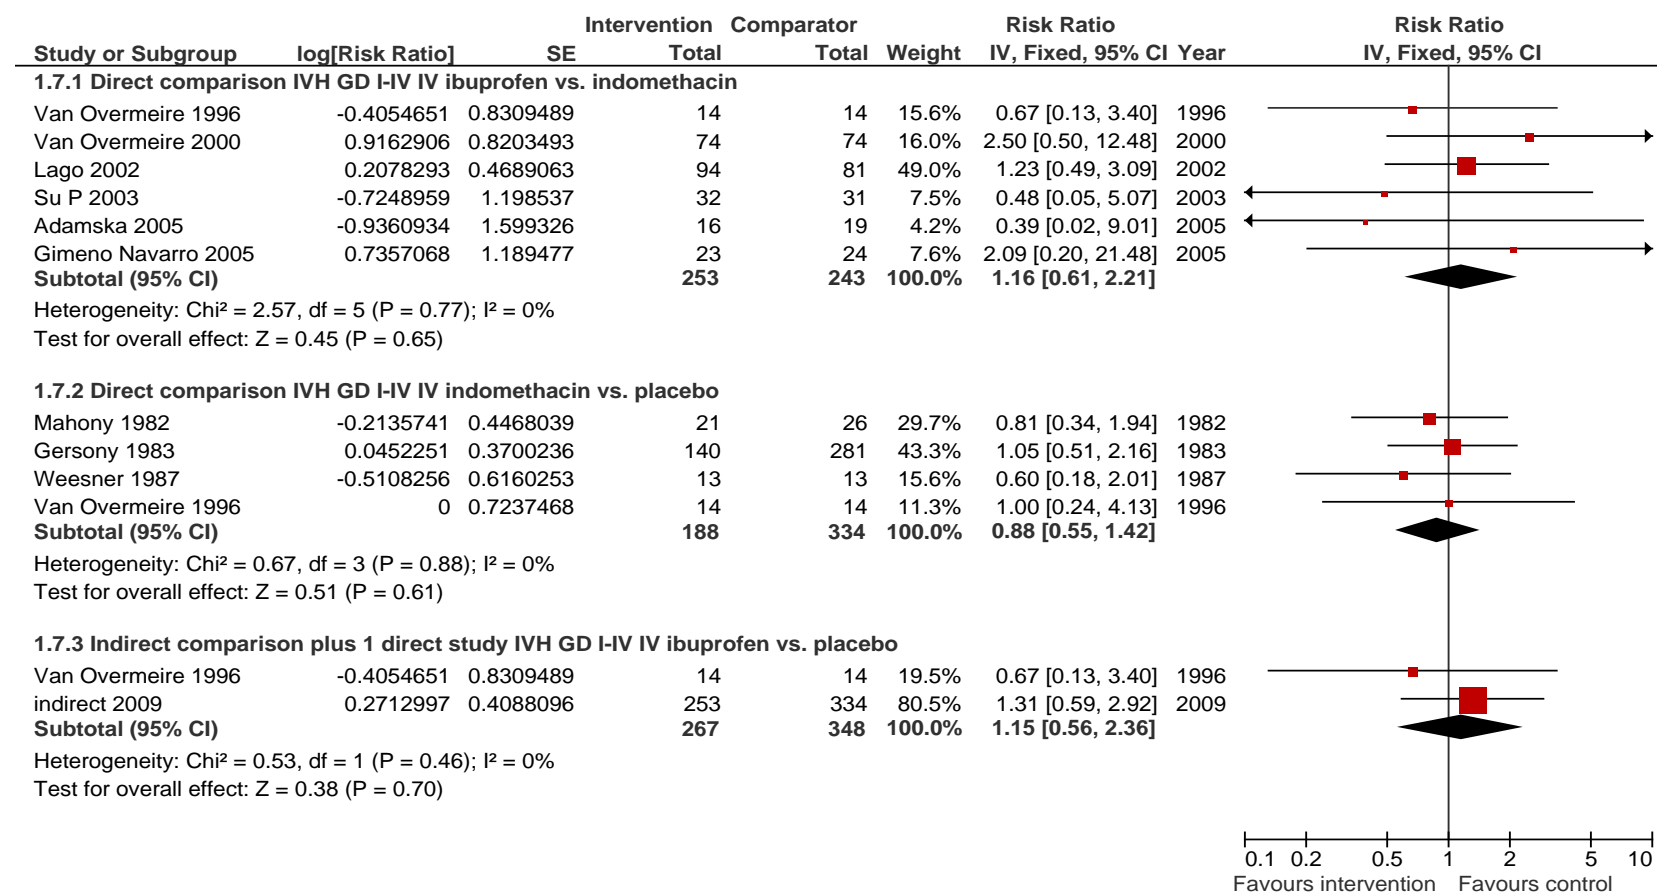 Intervention Comparator Risk Ratio Risk Ratio
Study or Subgroup log[Risk Ratio] SE Total Total Weight IV, Fixed, 95% CI Year IV, Fixed, 95% CI
1.7.1 Direct comparison IVH GD I-IV IV ibuprofen vs. indomethacin
Van Overmeire 1996 -0.4054651 0.8309489 14 14 15.6% 0.67 [0.13, 3.40] 1996
Van Overmeire 2000 0.9162906 0.8203493 74 74 16.0% 2.50 [0.50, 12.48] 2000
Lago 2002 0.2078293 0.4689063 94 81 49.0% 1.23 [0.49, 3.09] 2002
Su P 2003 -0.7248959 1.198537 32 31 7.5% 0.48 [0.05, 5.07] 2003
Adamska 2005 -0.9360934 1.599326 16 19 4.2% 0.39 [0.02, 9.01] 2005
Gimeno Navarro 2005 0.7357068 1.189477 23 24 7.6% 2.09 [0.20, 21.48] 2005
Subtotal (95% CI) 253 243 100.0% 1.16 [0.61, 2.21]
Heterogeneity: Chi² = 2.57, df = 5 (P = 0.77); I² = 0%
Test for overall effect: Z = 0.45 (P = 0.65)
1.7.2 Direct comparison IVH GD I-IV IV indomethacin vs. placebo
Mahony 1982 -0.2135741 0.4468039 21 26 29.7% 0.81 [0.34, 1.94] 1982
Gersony 1983 0.0452251 0.3700236 140 281 43.3% 1.05 [0.51, 2.16] 1983
Weesner 1987 -0.5108256 0.6160253 13 13 15.6% 0.60 [0.18, 2.01] 1987
Van Overmeire 1996 0 0.7237468 14 14 11.3% 1.00 [0.24, 4.13] 1996
Subtotal (95% CI) 188 334 100.0% 0.88 [0.55, 1.42]
Heterogeneity: Chi² = 0.67, df = 3 (P = 0.88); I² = 0%
Test for overall effect: Z = 0.51 (P = 0.61)
1.7.3 Indirect comparison plus 1 direct study IVH GD I-IV IV ibuprofen vs. placebo
Van Overmeire 1996 -0.4054651 0.8309489 14 14 19.5% 0.67 [0.13, 3.40] 1996
indirect 2009 0.2712997 0.4088096 253 334 80.5% 1.31 [0.59, 2.92] 2009
Subtotal (95% CI) 267 348 100.0% 1.15 [0.56, 2.36]
Heterogeneity: Chi² = 0.53, df = 1 (P = 0.46); I² = 0%
Test for overall effect: Z = 0.38 (P = 0.70)
0.1 0.2 0.5 1 2 5 10
Favours intervention Favours control